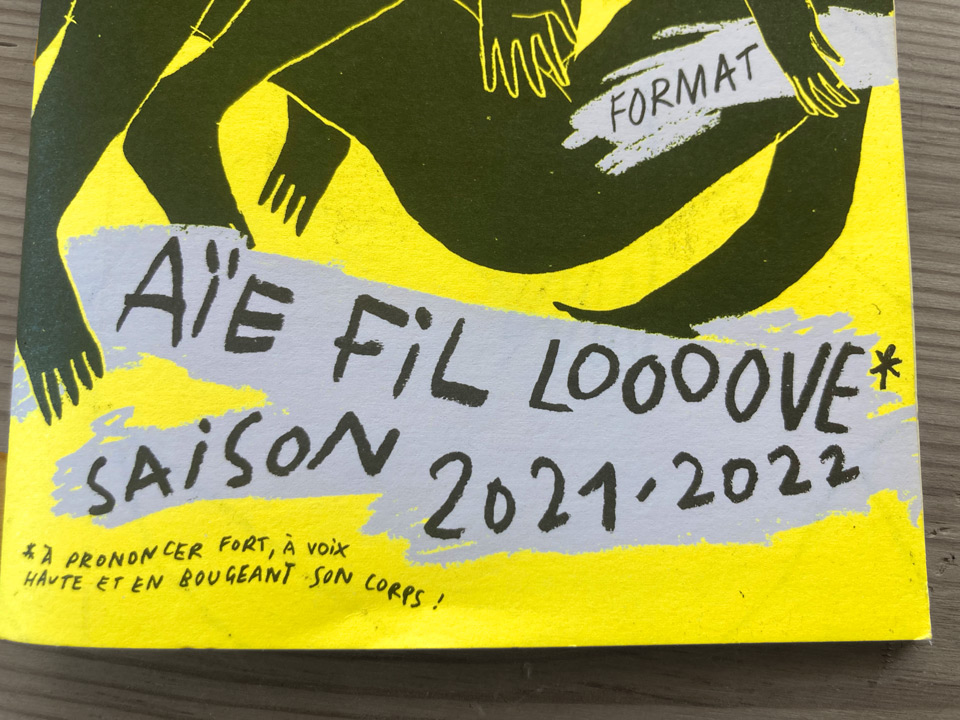 FORMAT
AÏE FiL LOOOOVE*
SAiSON 2021·2022
*À PRONONCER FORT, À VOiX
HAUTE ET EN BOUGEANT SON CORPS !